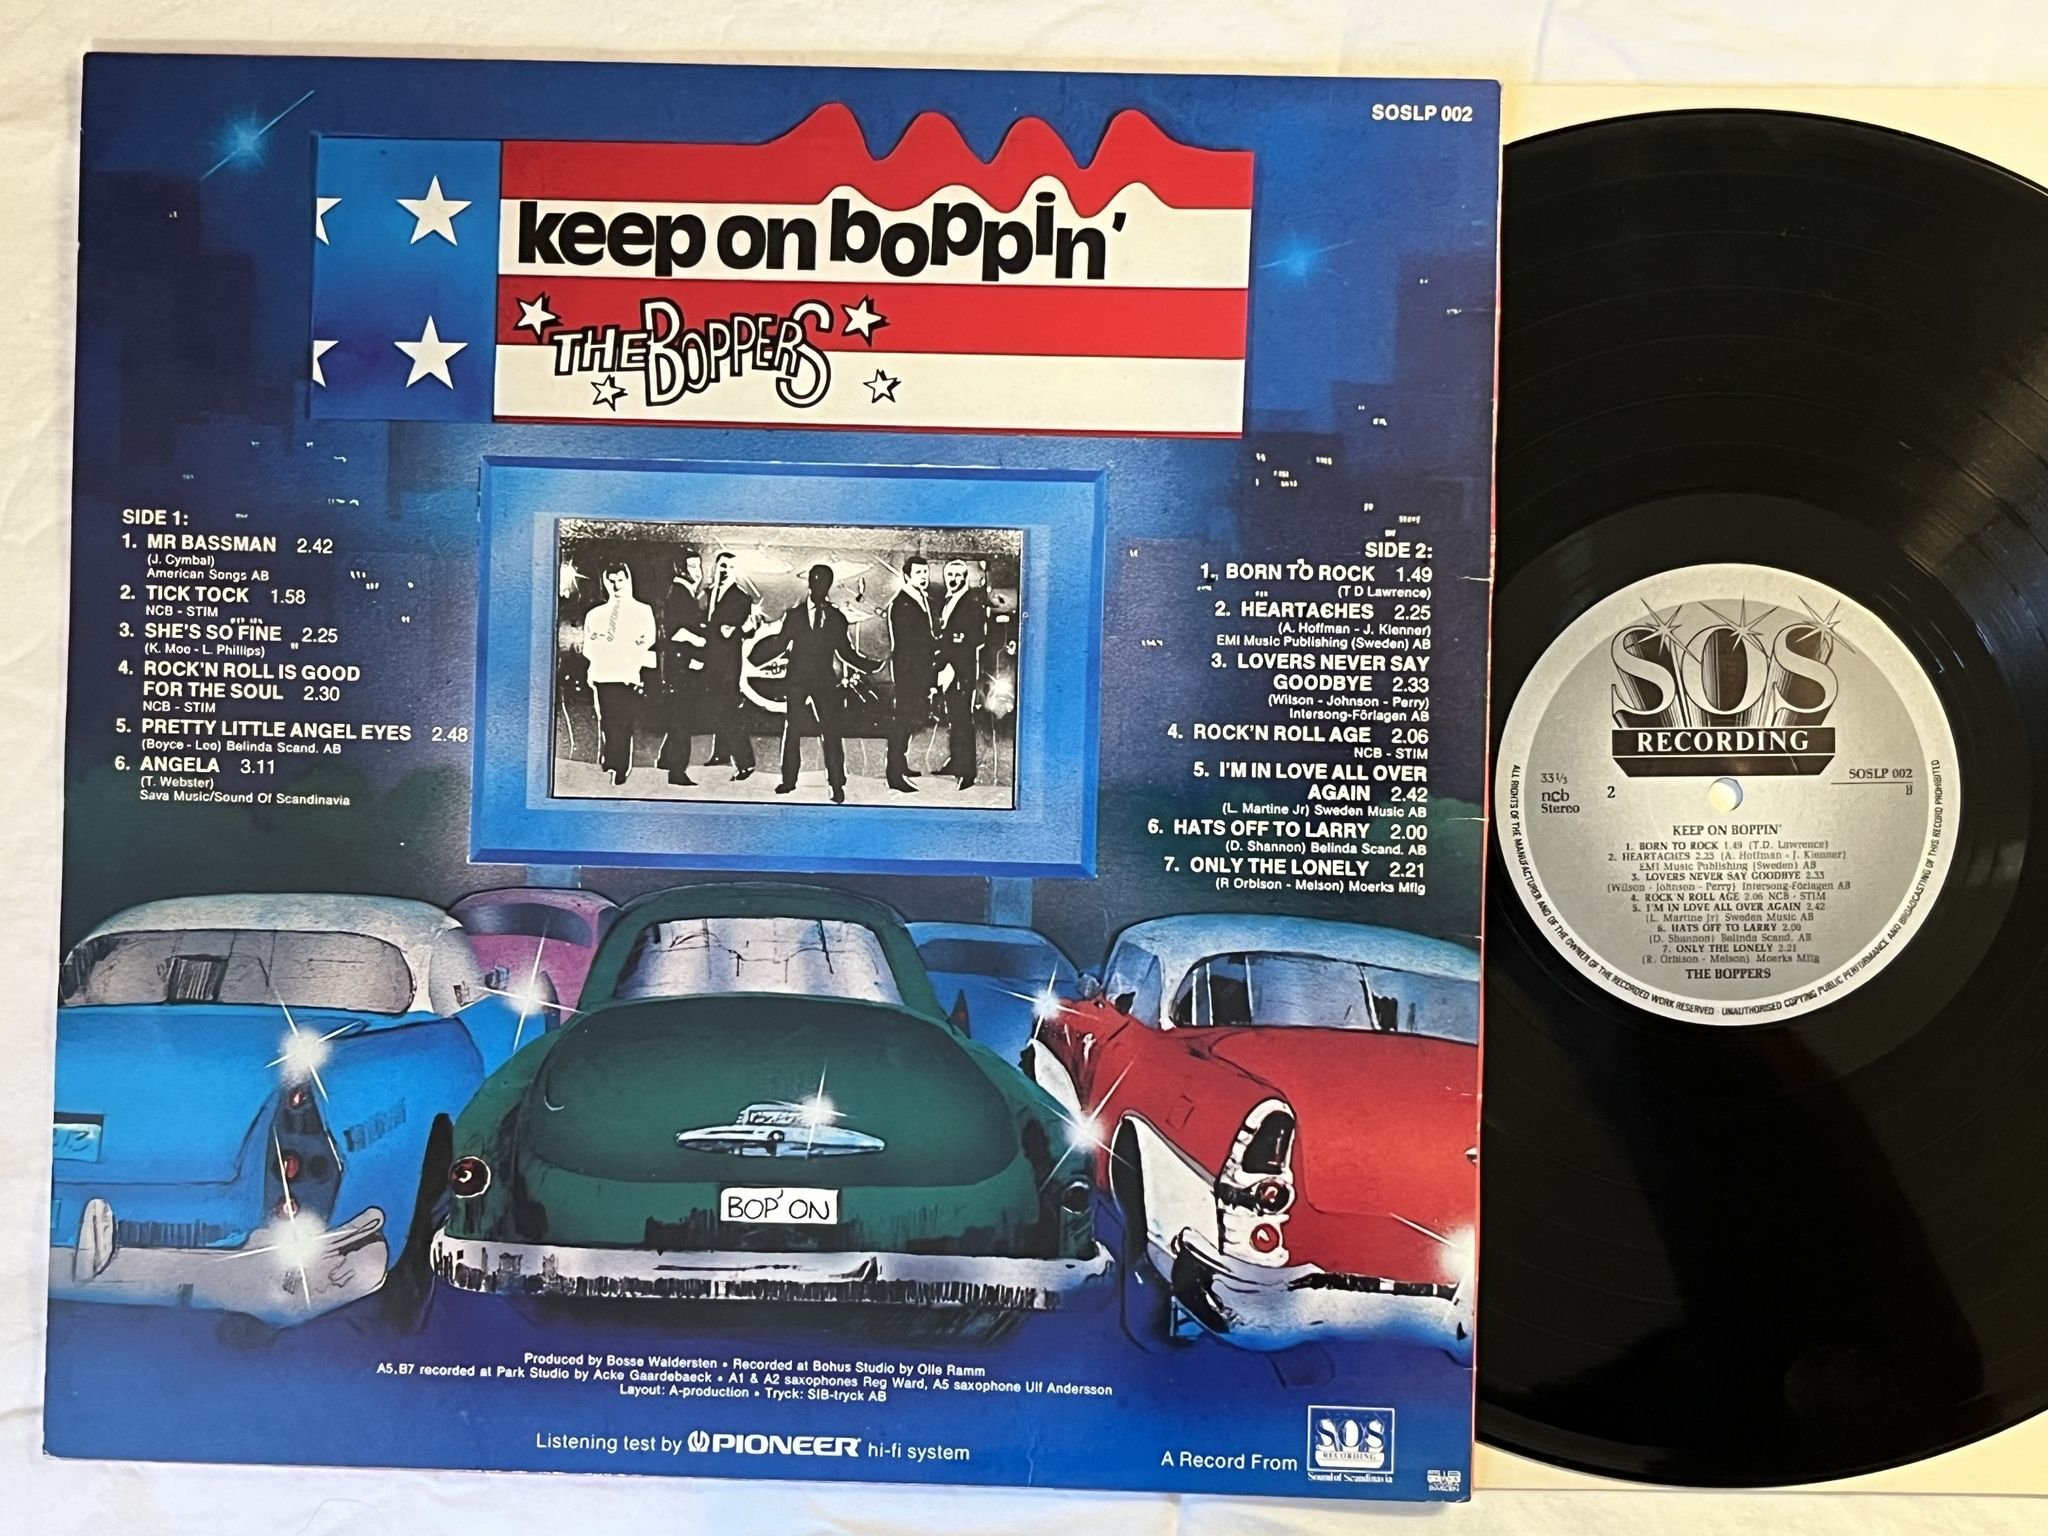 SOSLP 002
keep on boppin'
THE BOPPERS
SIDE 1:
1. MR BASSMAN 2.42
(J. Cymbal)
American Songs AB
2. TICK TOCK 1.58
NCB - STIM
3. SHE'S SO FINE 2.25
(K. Moe - L. Phillips)
4. ROCK'N ROLL IS GOOD
FOR THE SOUL 2.30
NCB - STIM
5. PRETTY LITTLE ANGEL EYES 2.48
(Boyce - Lee) Belinda Scand. AB
6. ANGELA 3.11
(T. Webster)
Sava Music/Sound Of Scandinavia
SIDE 2:
1. BORN TO ROCK 1.49
(T D Lawrence)
2. HEARTACHES 2.25
(A. Hoffman - J. Klenner)
EMI Music Publishing (Sweden) AB
3. LOVERS NEVER SAY
GOODBYE 2.33
(Wilson - Johnson - Perry)
Intersong-Förlagen AB
4. ROCK'N ROLL AGE 2.06
NCB - STIM
5. I'M IN LOVE ALL OVER
AGAIN 2.42
(L. Martine Jr) Sweden Music AB
6. HATS OFF TO LARRY 2.00
(D. Shannon) Belinda Scand. AB
7. ONLY THE LONELY 2.21
(R Orbison - Melson) Moerks Mflg
BOP' ON
Produced by Bosse Waldersten • Recorded at Bohus Studio by Olle Ramm
A5, B7 recorded at Park Studio by Acke Gaardebaeck • A1 & A2 saxophones Reg Ward, A5 saxophone Ulf Andersson
Layout: A-production • Tryck: SIB-tryck AB
Listening test by PIONEER hi-fi system
A Record From
SOS
RECORDING
Sound of Scandinavia
SOS
RECORDING
33 1/3
ncb
Stereo
2
SOSLP 002
B
KEEP ON BOPPIN'
1. BORN TO ROCK 1.49 (T.D. Lawrence)
2. HEARTACHES 2.25 (A. Hoffman - J. Klenner)
EMI Music Publishing (Sweden) AB
3. LOVERS NEVER SAY GOODBYE 2.33
(Wilson - Johnson - Perry) Intersong-Förlagen AB
4. ROCK'N ROLL AGE 2.06 NCB - STIM
5. I'M IN LOVE ALL OVER AGAIN 2.42
(L. Martine Jr) Sweden Music AB
6. HATS OFF TO LARRY 2.00
(D. Shannon) Belinda Scand. AB
7. ONLY THE LONELY 2.21
(R. Orbison - Melson) Moerks Mflg
THE BOPPERS
ALL RIGHTS OF THE MANUFACTURER AND OF THE OWNER OF THE RECORDED WORK RESERVED - UNAUTHORISED COPYING PUBLIC PERFORMANCE AND BROADCASTING OF THIS RECORD PROHIBITED